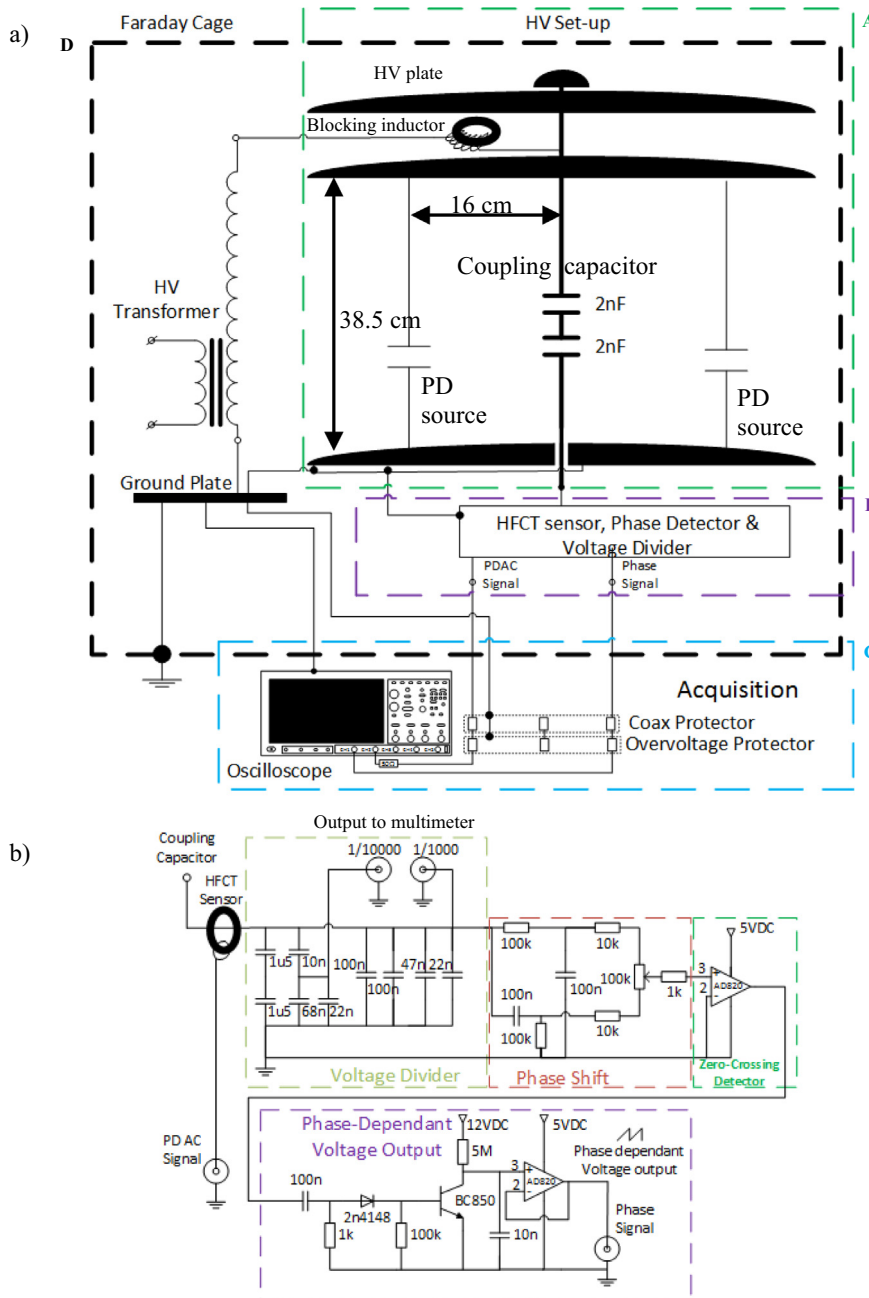 a)
Faraday Cage
HV Set-up
A
D
HV plate
Blocking inductor
16 cm
Coupling capacitor
HV
Transformer
2nF
38.5 cm
2nF
PD
source
PD
source
Ground Plate
HFCT sensor, Phase Detector &
Voltage Divider
PDAC
Signal
Phase
Signal
Acquisition
Coax Protector
Overvoltage Protector
50Ω
Oscilloscope
b)
Output to multimeter
Coupling
Capacitor
1/10000
1/1000
HFCT
Sensor
5VDC
100k
10k
1u5
10n
100n
47n
22n
100n
100n
100k
1k
3
2
+
-
AD820
100n
1u5
68n
22n
100k
10k
Voltage Divider
Phase Shift
Zero-Crossing
Detector
Phase-Dependant
Voltage Output
12VDC
5VDC
5M
Phase dependant
Voltage output
PD AC
Signal
100n
3
2
+
-
AD820
BC850
2n4148
Phase
Signal
1k
100k
10n